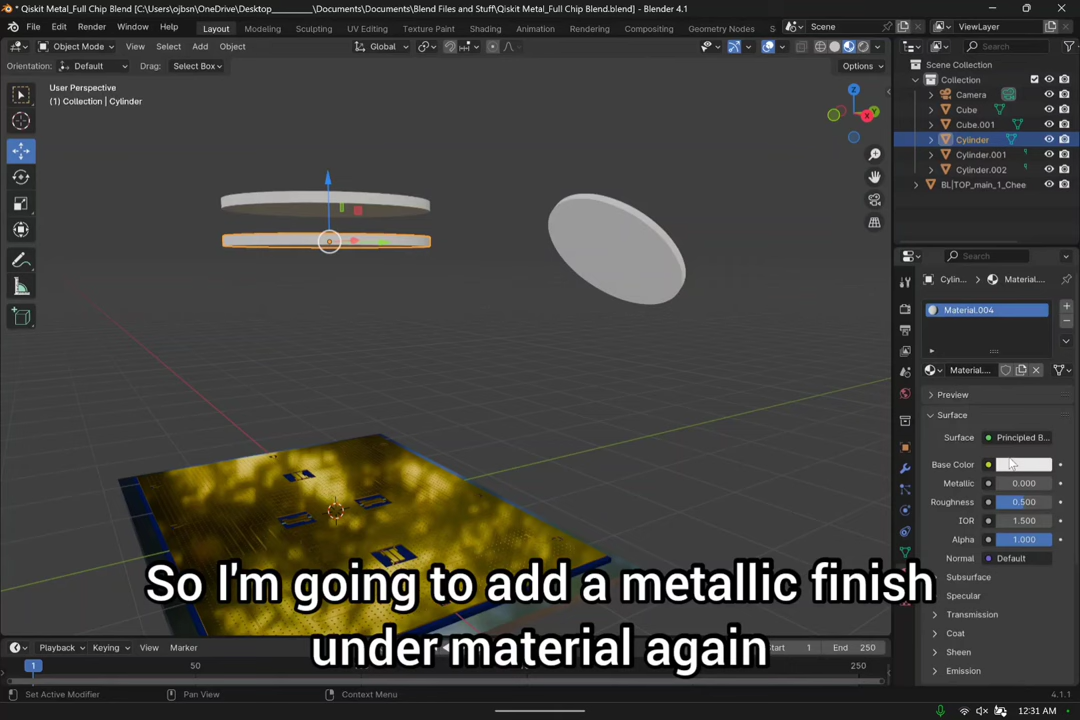 * Qiskit Metal_Full Chip Blend [C:\Users\ojbsn\OneDrive\Desktop_________\Documents\Documents\Blend Files and Stuff\Qiskit Metal_Full Chip Blend.blend] - Blender 4.1
File Edit Render Window Help Layout Modeling Sculpting UV Editing Texture Paint Shading Animation Rendering Geometry Nodes Scene ViewLayer
Object Mode View Select Add Object Global Search
Orientation: Default Drag: Select Box Options
User Perspective
(1) Collection | Cylinder
Z
Y
X
Scene Collection
Collection
Camera
Cube
Cube.001
Cylinder
Cylinder.001
Cylinder.002
BL|TOP_main_1_Chee
Search
Cylin... > Material....
Material.004
Material....
Preview
Surface
Surface Principled B...
Base Color
Metallic 0.000
Roughness 0.500
IOR 1.500
Alpha 1.000
Normal Default
Subsurface
Specular
Transmission
Coat
Sheen
Emission
So I'm going to add a metallic finish
under material again
Playback Keying View Marker Start 1 End 250
1 50 250
Set Active Modifier Pan View Context Menu 4.1.1
12:31 AM